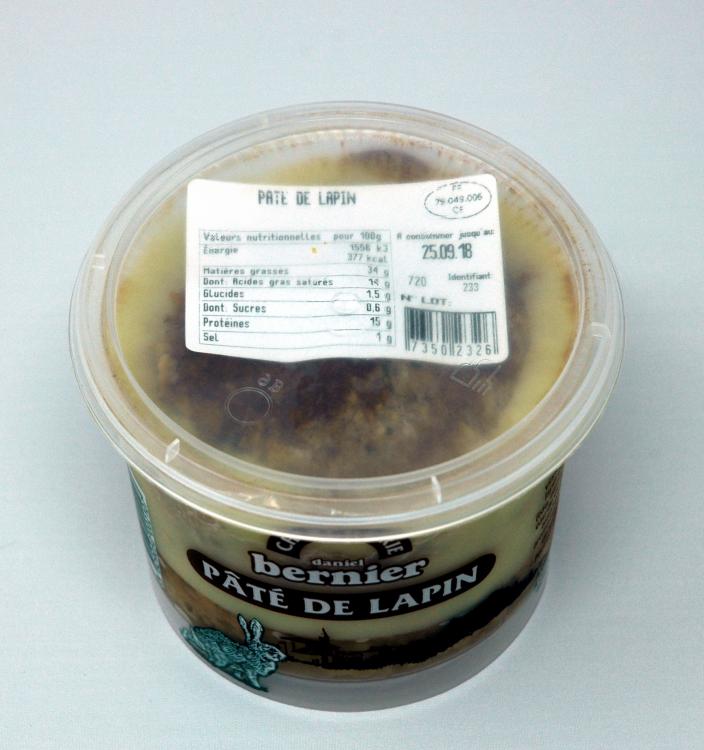 PATE DE LAPIN
FR
79.049.006
CE
Valeurs nutritionnelles pour 100g
Énergie 1556 kJ
377 kcal
Matières grasses 34 g
Dont Acides gras saturés 14 g
Glucides 1.5 g
Dont Sucres 0.6 g
Protéines 15 g
Sel 1 g
A consommer jusqu'au:
25.09.18
720 Identifiant
233
N° LOT:
73502326
daniel
bernier
PÂTÉ DE LAPIN